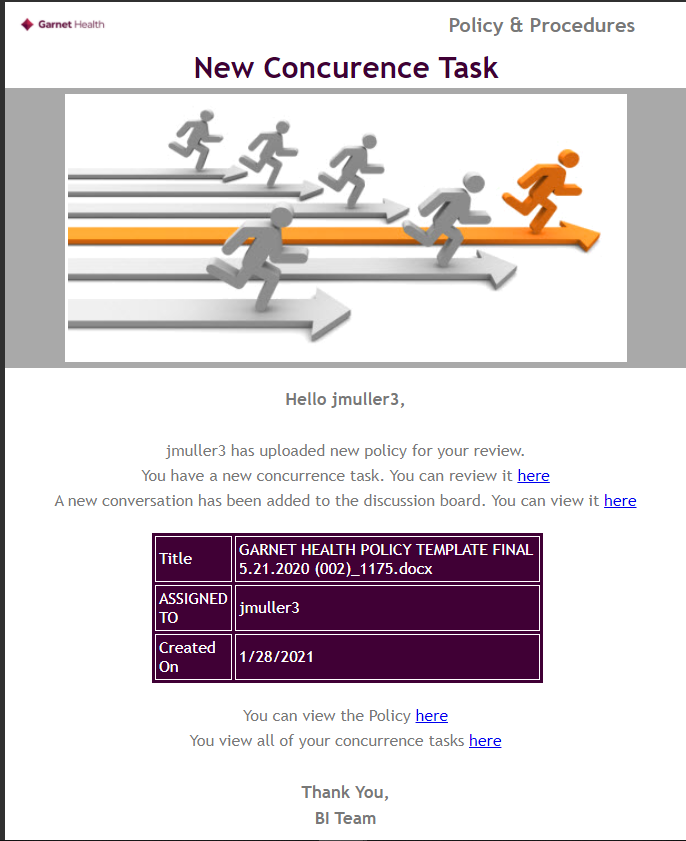 Garnet Health
Policy & Procedures
New Concurence Task
Hello jmuller3,
jmuller3 has uploaded new policy for your review.
You have a new concurrence task. You can review it here
A new conversation has been added to the discussion board. You can view it here
Title
GARNET HEALTH POLICY TEMPLATE FINAL
5.21.2020 (002)_1175.docx
ASSIGNED
TO
jmuller3
Created
On
1/28/2021
You can view the Policy here
You view all of your concurrence tasks here
Thank You,
BI Team